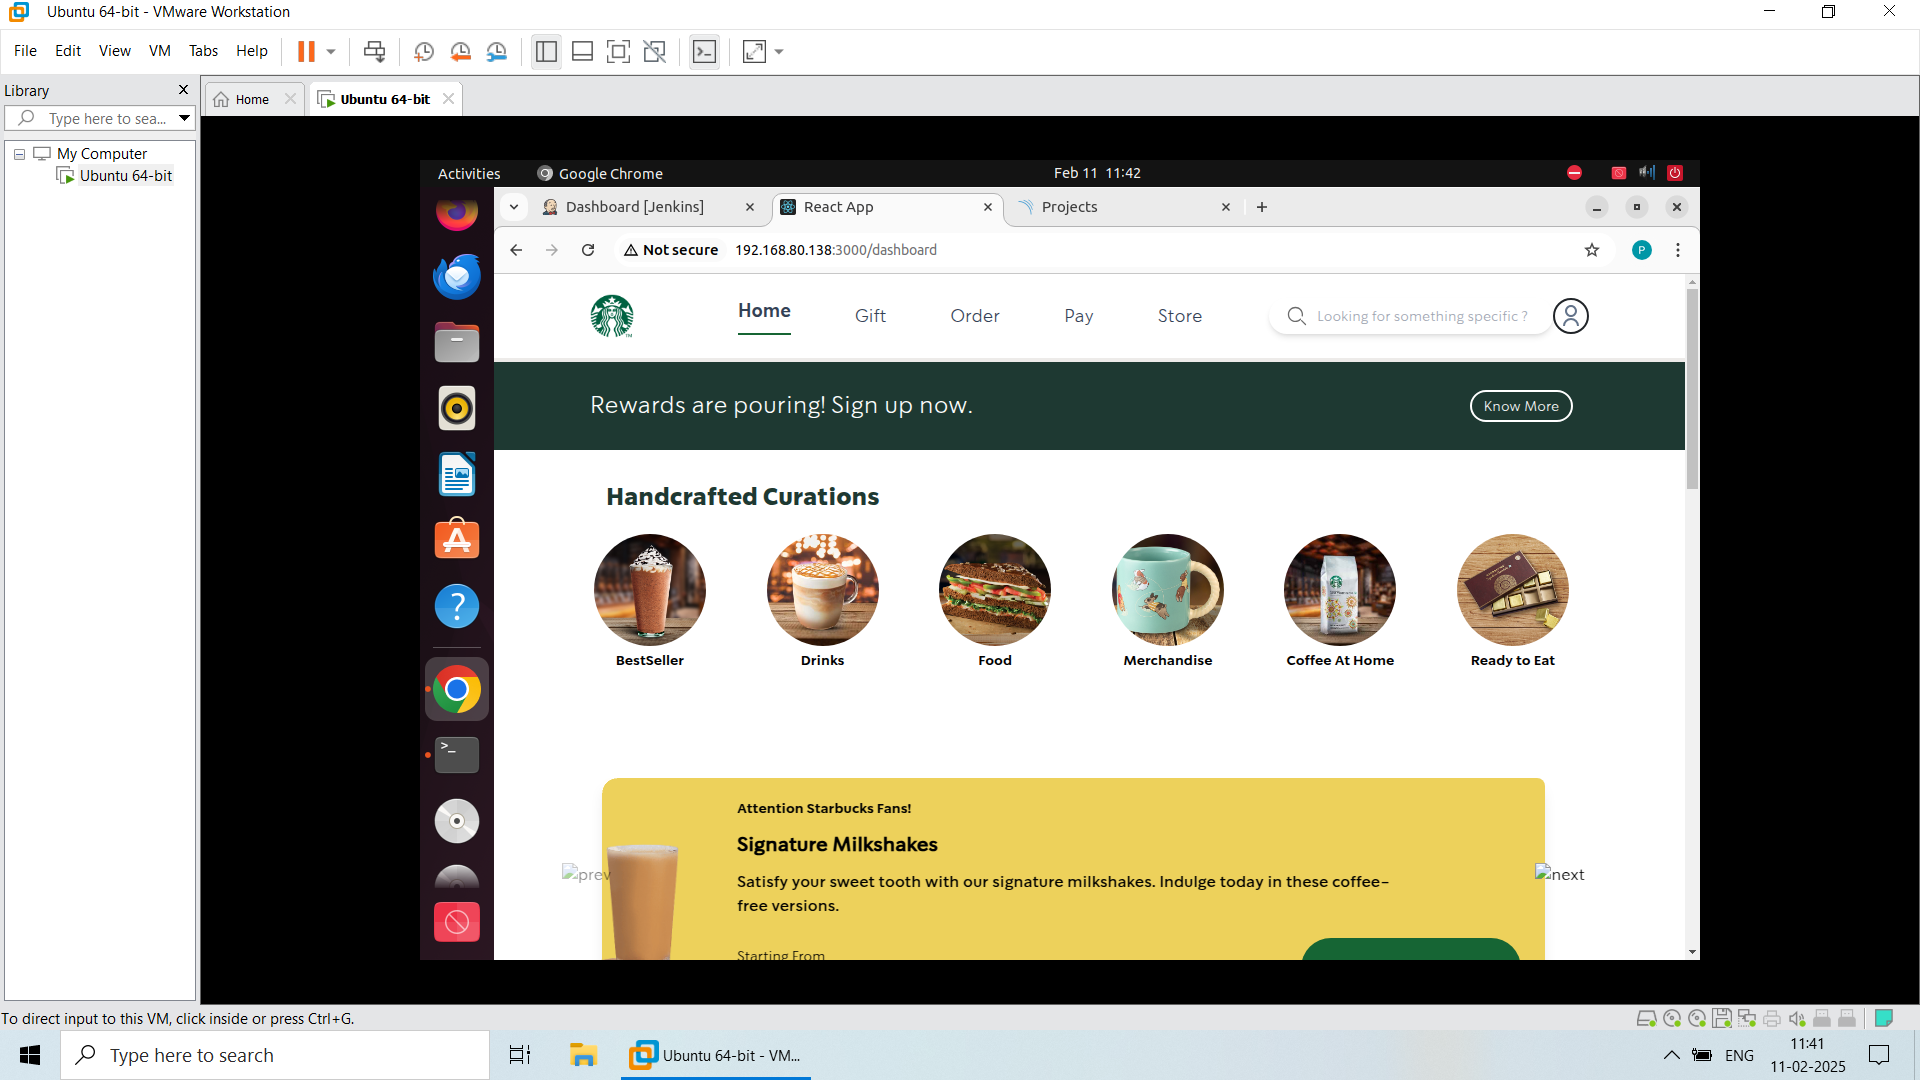 Ubuntu 64-bit - VMware Workstation
File Edit View VM Tabs Help
Library
Type here to sea...
My Computer
Ubuntu 64-bit
Home
Ubuntu 64-bit
Activities
Google Chrome
Feb 11 11:42
Dashboard [Jenkins]
React App
Projects
Not secure
192.168.80.138:3000/dashboard
P
Home
Gift
Order
Pay
Store
Looking for something specific ?
Rewards are pouring! Sign up now.
Know More
Handcrafted Curations
BestSeller
Drinks
Food
Merchandise
Coffee At Home
Ready to Eat
Attention Starbucks Fans!
Signature Milkshakes
Satisfy your sweet tooth with our signature milkshakes. Indulge today in these coffee-
free versions.
prev
next
Starting From
To direct input to this VM, click inside or press Ctrl+G.
Type here to search
Ubuntu 64-bit - VM...
ENG
11:41
11-02-2025